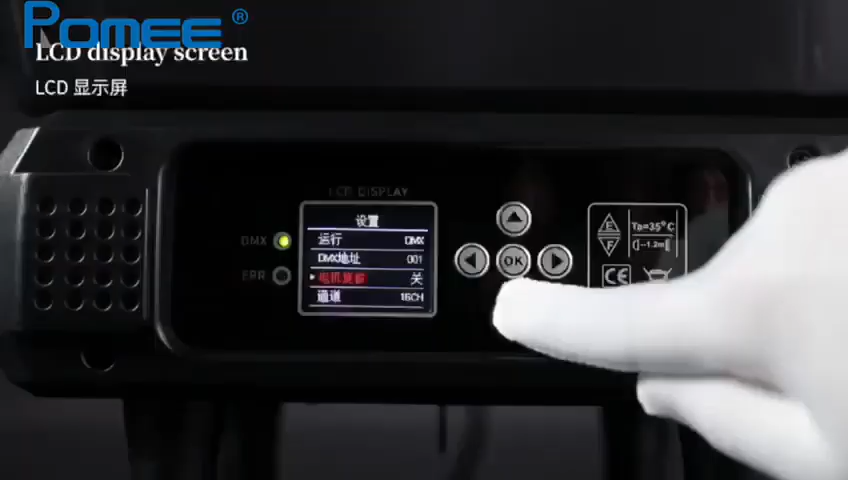 POMEE®
LCD display screen
LCD 显示屏
LCD DISPLAY
设置
运行 DMX
DMX地址 001
关
通道 16CH
DMX
ERR
OK
E
F
Ta=35°C
CE